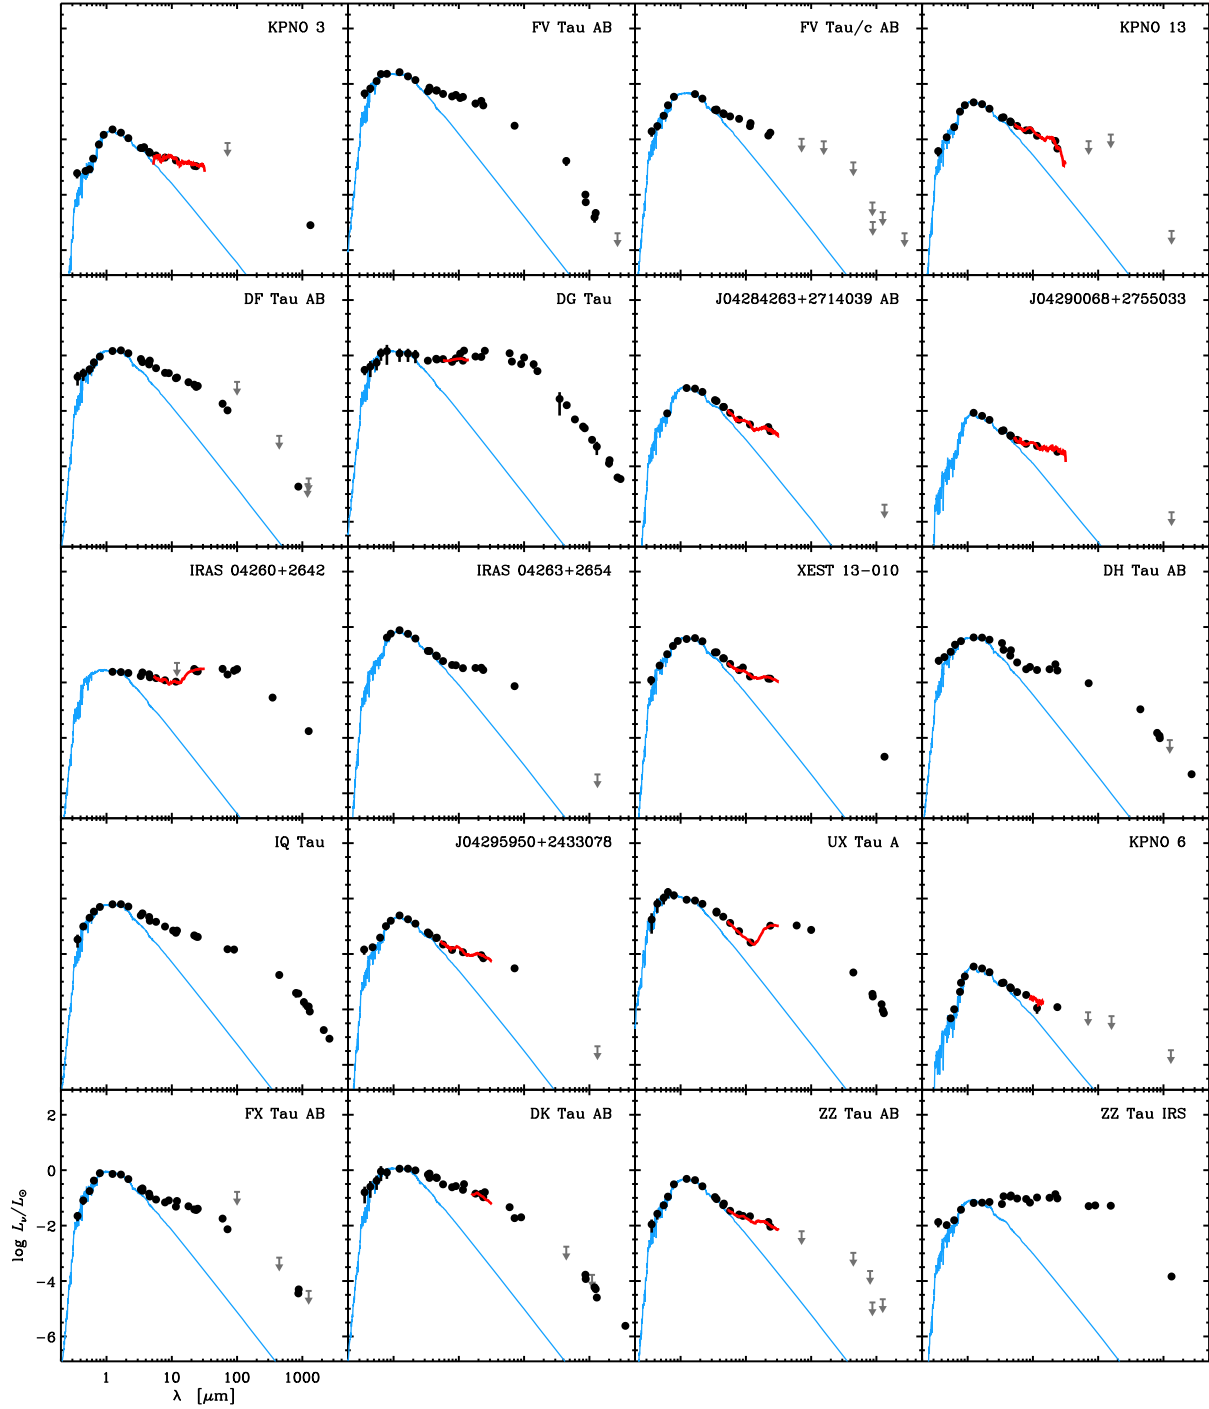 KPNO 3
FV Tau AB
FV Tau/c AB
KPNO 13
DF Tau AB
DG Tau
J04284263+2714039 AB
J04290068+2755033
IRAS 04260+2642
IRAS 04263+2654
XEST 13-010
DH Tau AB
IQ Tau
J04295950+2433078
UX Tau A
KPNO 6
FX Tau AB
DK Tau AB
ZZ Tau AB
ZZ Tau IRS
2
0
-2
-4
-6
log Lν/L⊙
1 10 100 1000
λ [μm]